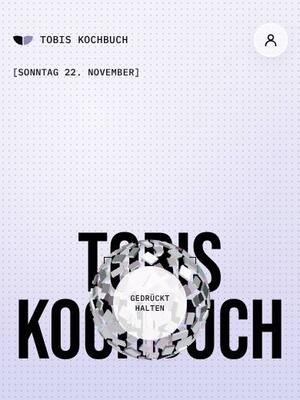 TOBIS KOCHBUCH
[SONNTAG 22. NOVEMBER]
TOBIS
KOCHBUCH
GEDRÜCKT
HALTEN